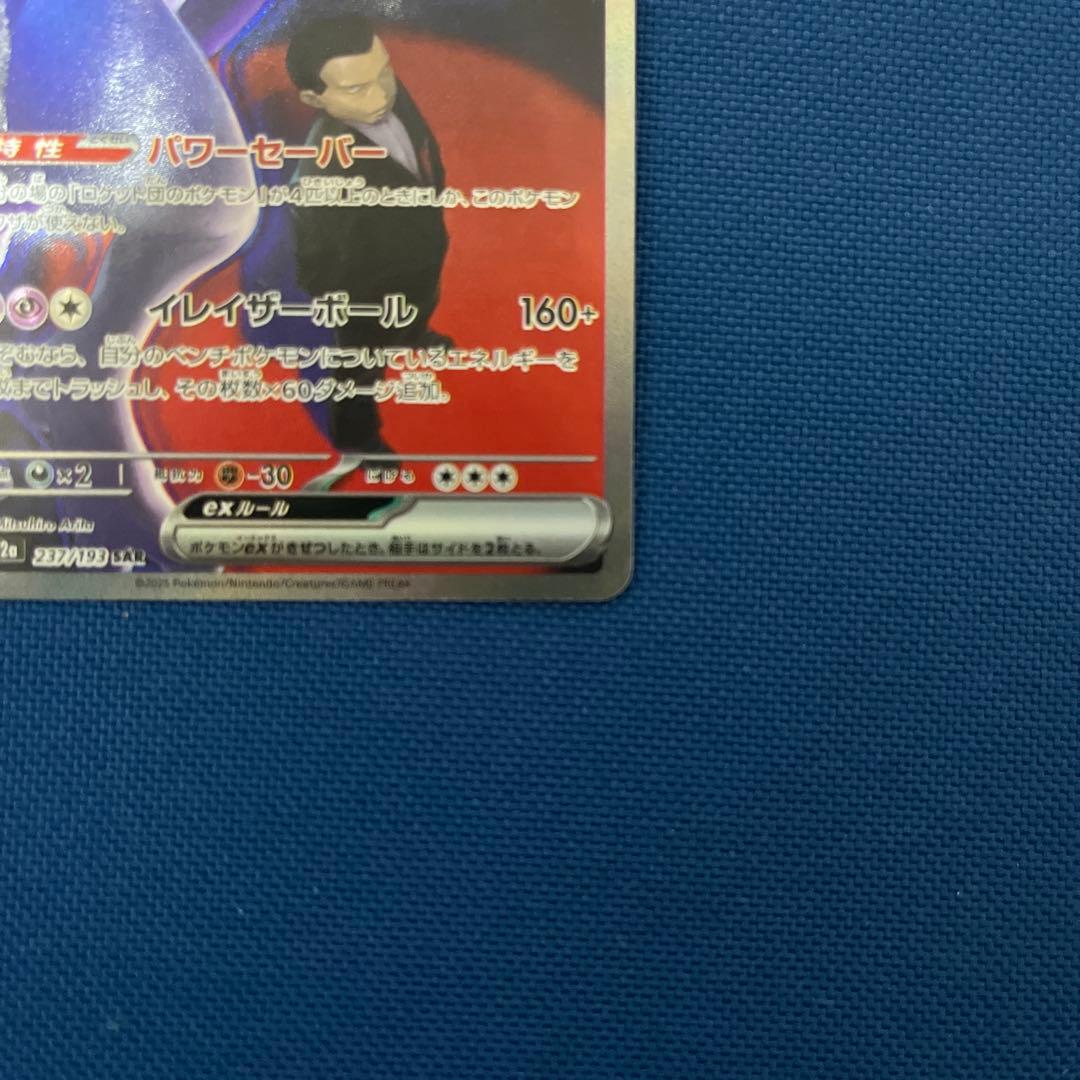 特性 パワーセーバー
の場の「ロケット団のポケモン」が4匹以上のときにしか、このポケモン
ワザが使えない。
イレイザーボール 160+
ぞむなら、自分のベンチポケモンについているエネルギーを
までトラッシュし、その枚数×60ダメージ追加。
×2 抵抗力 -30 にげる
exルール
Mitsuhiro Arita
ポケモンexがきぜつしたとき、相手はサイドを2枚とる。
2a 237/193 SAR
©2025 Pokémon/Nintendo/Creatures/GAME FREAK